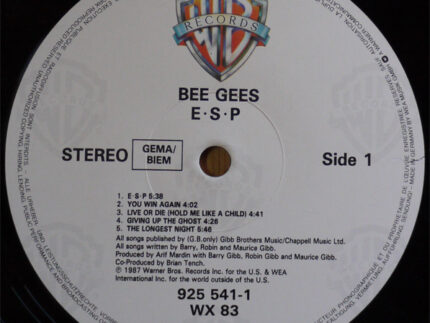 RECORDS
BEE GEES
E·S·P
STEREO
GEMA/
BIEM
Side 1
1 E·S·P 5:38
2 YOU WIN AGAIN 4:02
3 LIVE OR DIE (HOLD ME LIKE A CHILD) 4:41
4 GIVING UP THE GHOST 4:26
5 THE LONGEST NIGHT 5:46
All songs published by (G.B.only) Gibb Brothers Music/Chappell Music Ltd.
All songs written by Barry, Robin and Maurice Gibb.
Produced by Arif Mardin with Barry Gibb, Robin Gibb and Maurice Gibb.
Co-Produced by Brian Tench.
℗ 1987 Warner Bros. Records Inc. for the U.S. & WEA
International Inc. for the world outside of the U.S.
925 541-1
WX 83